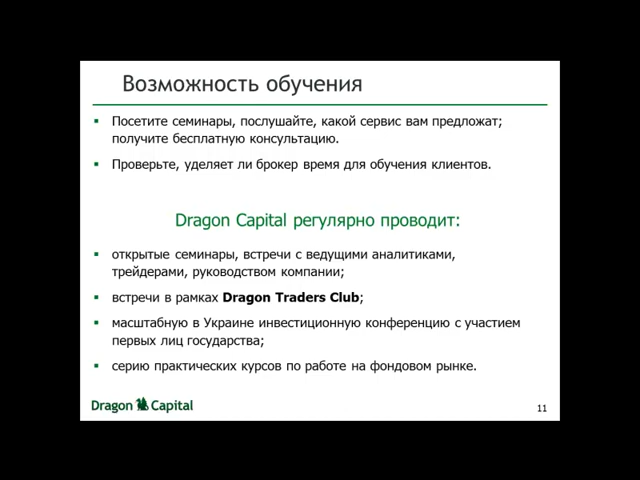 Возможность обучения
Посетите семинары, послушайте, какой сервис вам предложат;
получите бесплатную консультацию.
Проверьте, уделяет ли брокер время для обучения клиентов.
Dragon Capital регулярно проводит:
открытые семинары, встречи с ведущими аналитиками,
трейдерами, руководством компании;
встречи в рамках Dragon Traders Club;
масштабную в Украине инвестиционную конференцию с участием
первых лиц государства;
серию практических курсов по работе на фондовом рынке.
Dragon Capital
11